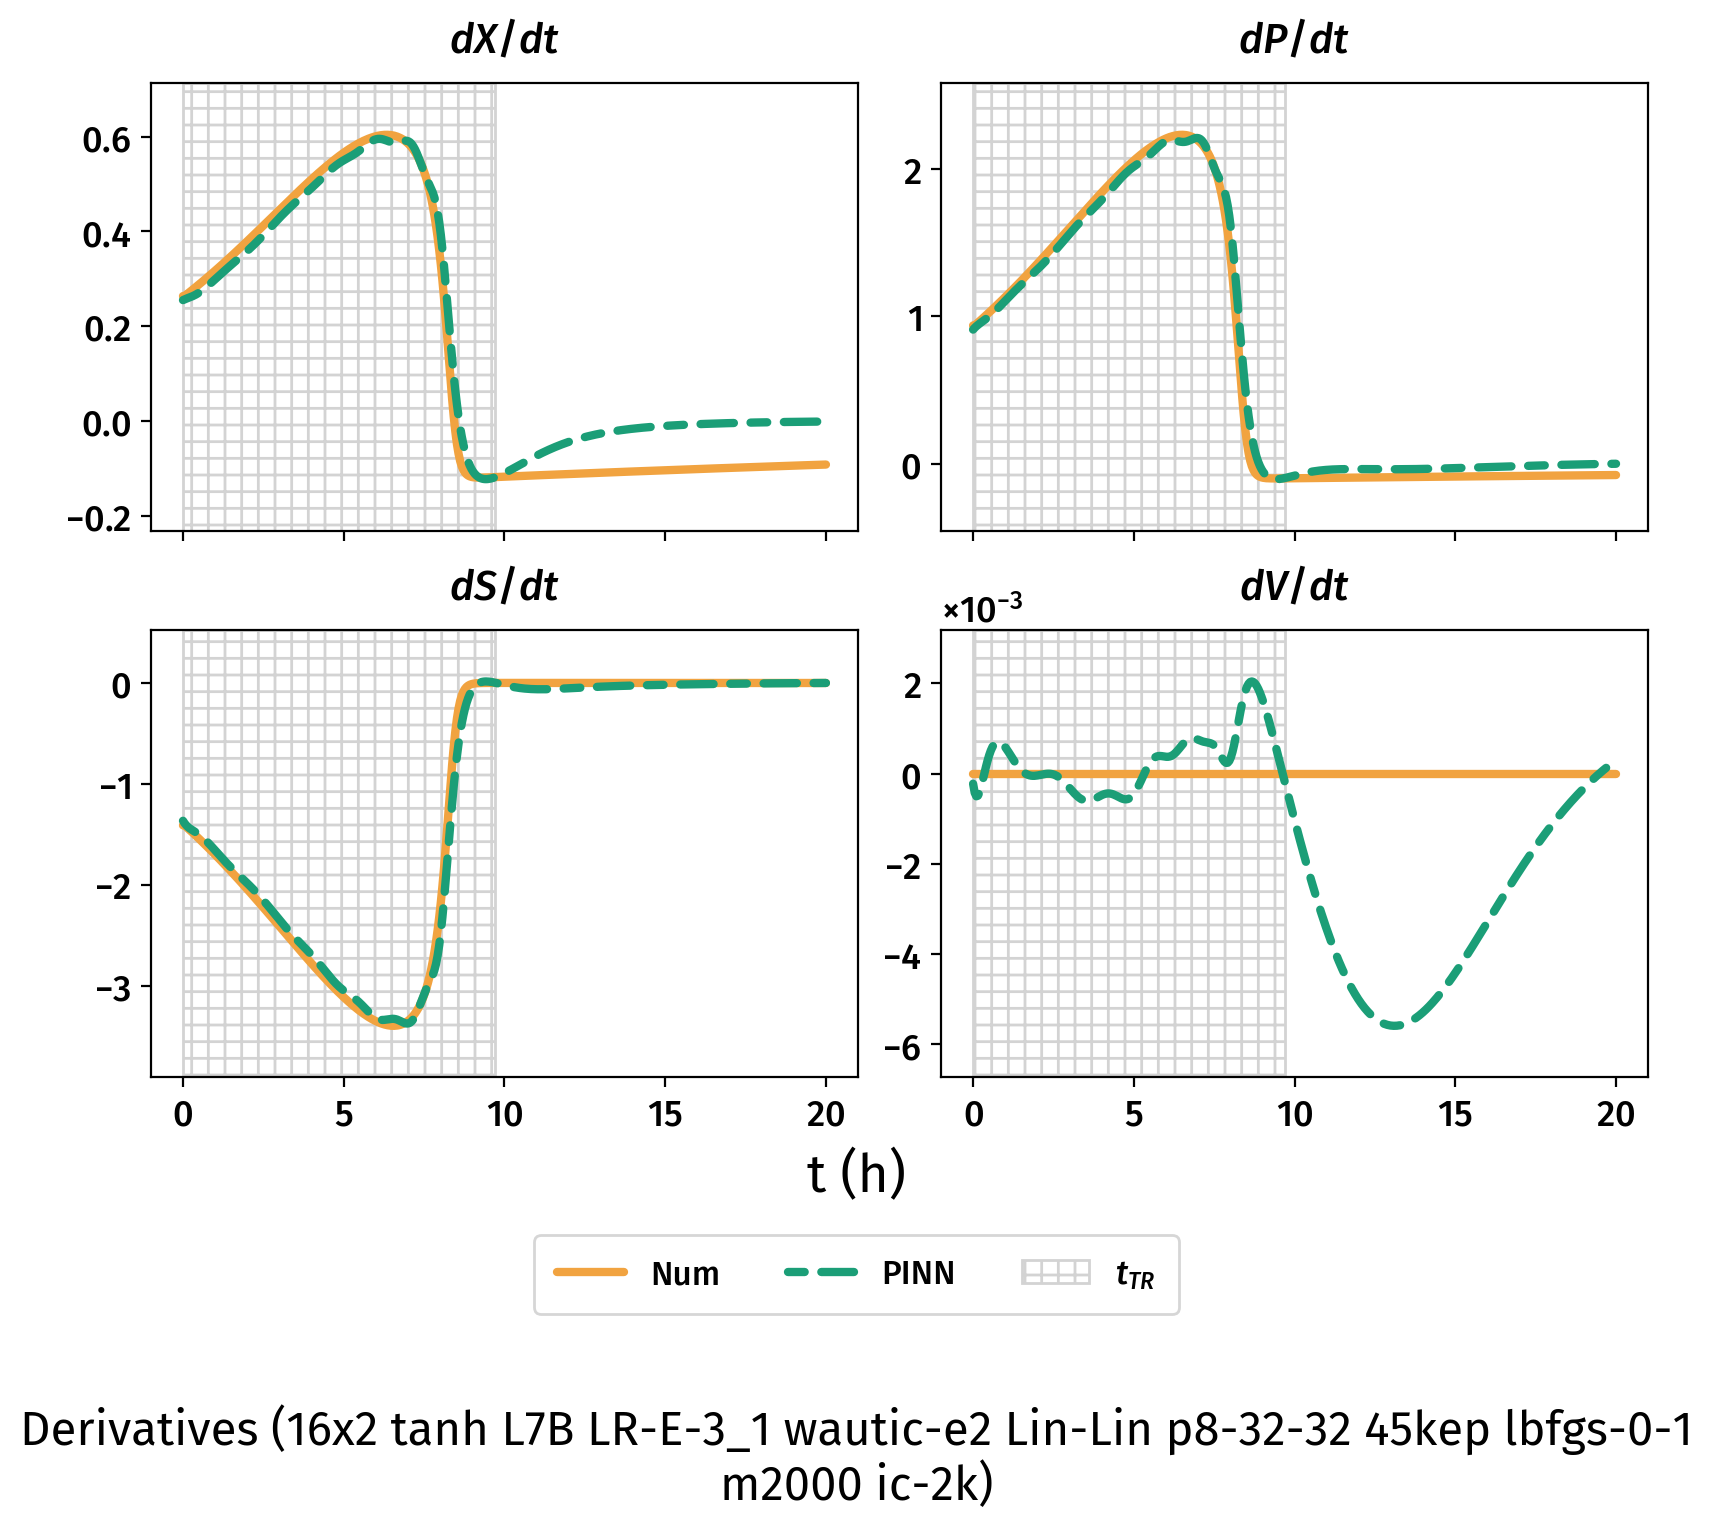 dX/dt
dP/dt
0.6
0.4
0.2
0.0
−0.2
2
1
0
dS/dt
dV/dt
×10⁻³
0
−1
−2
−3
2
0
−2
−4
−6
0 5 10 15 20
0 5 10 15 20
t (h)
Num PINN t_TR
Derivatives (16x2 tanh L7B LR-E-3_1 wautic-e2 Lin-Lin p8-32-32 45kep lbfgs-0-1
m2000 ic-2k)